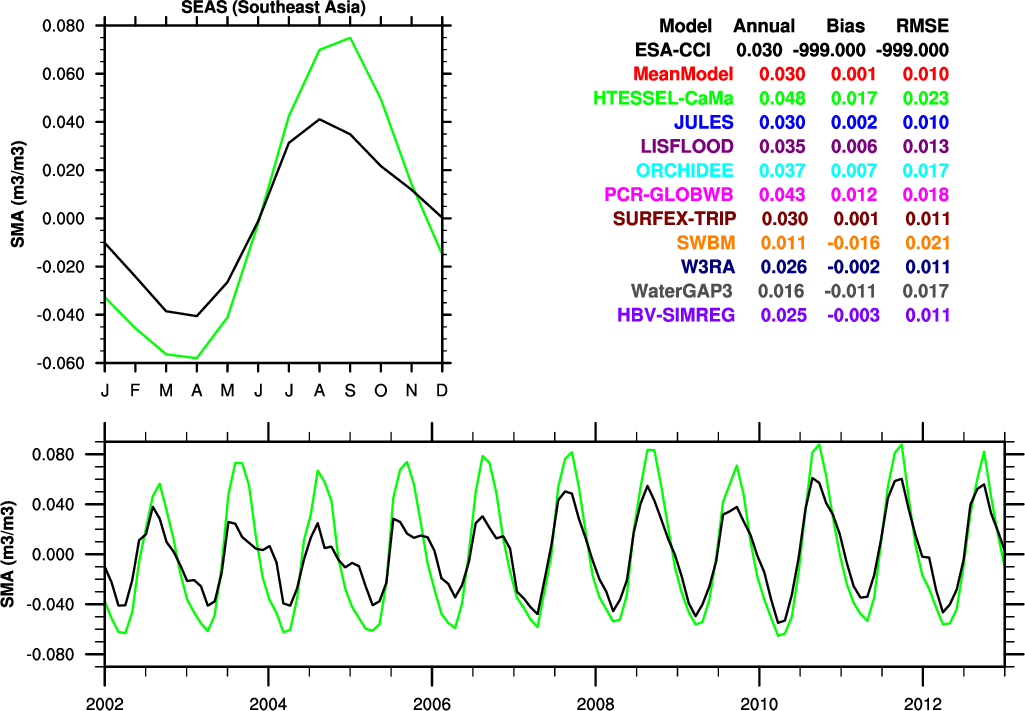 SEAS (Southeast Asia)
0.080
0.060
0.040
0.020
0.000
-0.020
-0.040
-0.060
SMA (m3/m3)
J F M A M J J A S O N D
Model Annual Bias RMSE
ESA-CCI 0.030 -999.000 -999.000
MeanModel 0.030 0.001 0.010
HTESSEL-CaMa 0.048 0.017 0.023
JULES 0.030 0.002 0.010
LISFLOOD 0.035 0.006 0.013
ORCHIDEE 0.037 0.007 0.017
PCR-GLOBWB 0.043 0.012 0.018
SURFEX-TRIP 0.030 0.001 0.011
SWBM 0.011 -0.016 0.021
W3RA 0.026 -0.002 0.011
WaterGAP3 0.016 -0.011 0.017
HBV-SIMREG 0.025 -0.003 0.011
0.080
0.040
0.000
-0.040
-0.080
SMA (m3/m3)
2002 2004 2006 2008 2010 2012